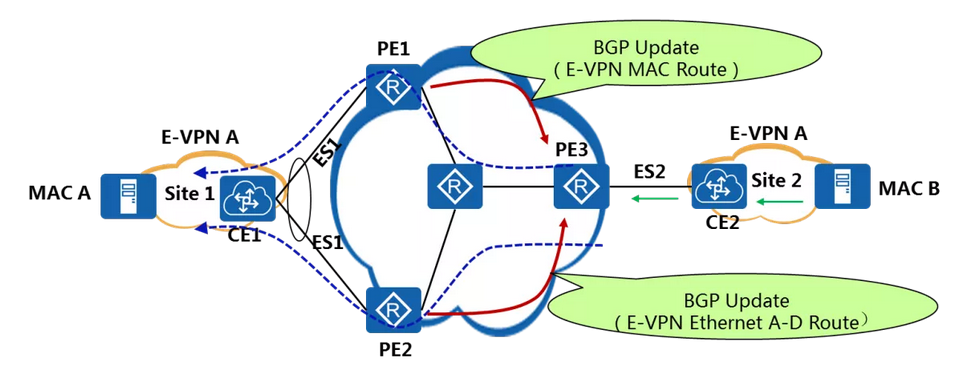 PE1
BGP Update
( E-VPN MAC Route )
E-VPN A
ES1
PE3
E-VPN A
MAC A
Site 1
CE1
R
R
R
R
ES2
Site 2
CE2
MAC B
ES1
PE2
BGP Update
( E-VPN Ethernet A-D Route）